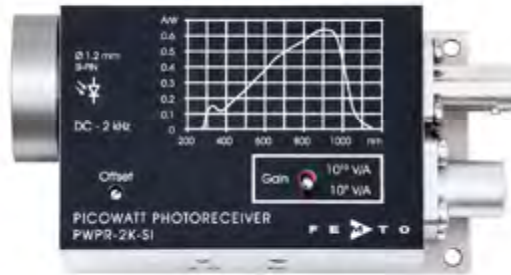 A/W
0.6
0.5
0.4
0.3
0.2
0.1
0
200 400 600 800 1000 nm
Ø 1.2 mm
Si-PIN
DC - 2 kHz
Offset
Gain
10¹⁰ V/A
10⁹ V/A
PICOWATT PHOTORECEIVER
PWPR-2K-SI
FEMTO